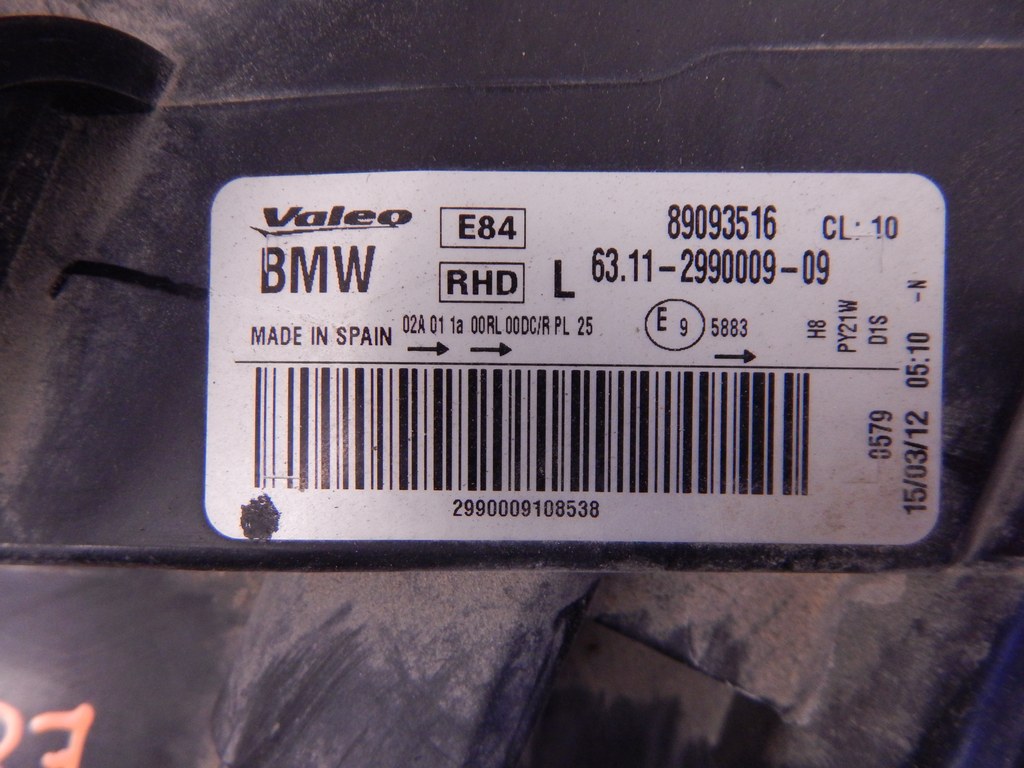 Valeo E84 89093516 CL: 10
BMW RHD L 63.11-2990009-09
MADE IN SPAIN 02A 01 1a 00RL 00DC/R PL 25 E 9 5883
H8
PY21W
D1S
2990009108538
0579
15/03/12 05:10 -N